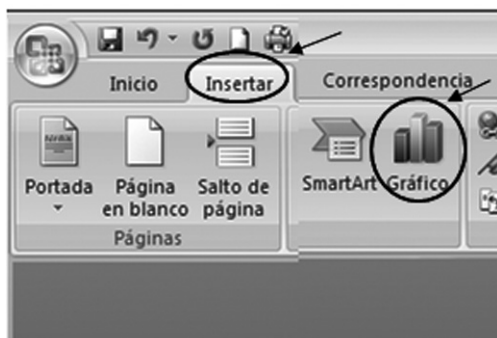 Inicio Insertar Correspondencia
Portada Página en blanco Salto de página SmartArt Gráfico
Páginas